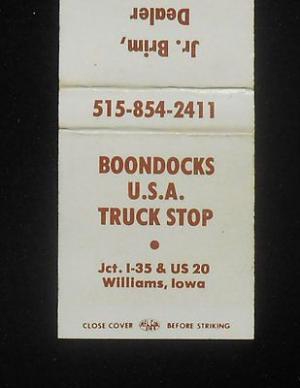 Jr. Brim,
Dealer
515-854-2411
BOONDOCKS
U.S.A.
TRUCK STOP
Jct. I-35 & US 20
Williams, Iowa
CLOSE COVER BEFORE STRIKING